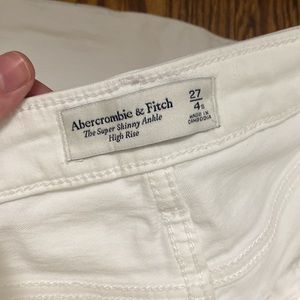 Abercrombie & Fitch
The Super Skinny Ankle
High Rise
27
4s
MADE IN
CAMBODIA